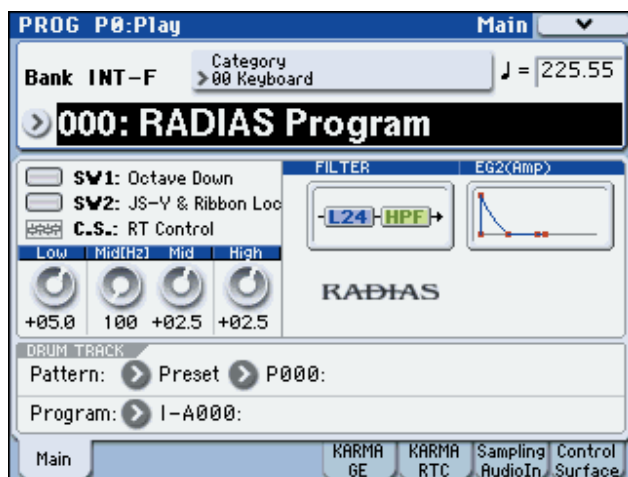 PROG P0:Play Main
Category
Bank INT-F 00 Keyboard ♩= 225.55
000: RADIAS Program
SW1: Octave Down
SW2: JS-Y & Ribbon Loc
C.S.: RT Control
FILTER EG2(Amp)
L24 HPF
Low Mid[Hz] Mid High
+05.0 100 +02.5 +02.5
RADIAS
DRUM TRACK
Pattern: Preset P000:
Program: I-A000:
Main
KARMA GE
KARMA RTC
Sampling AudioIn
Control Surface